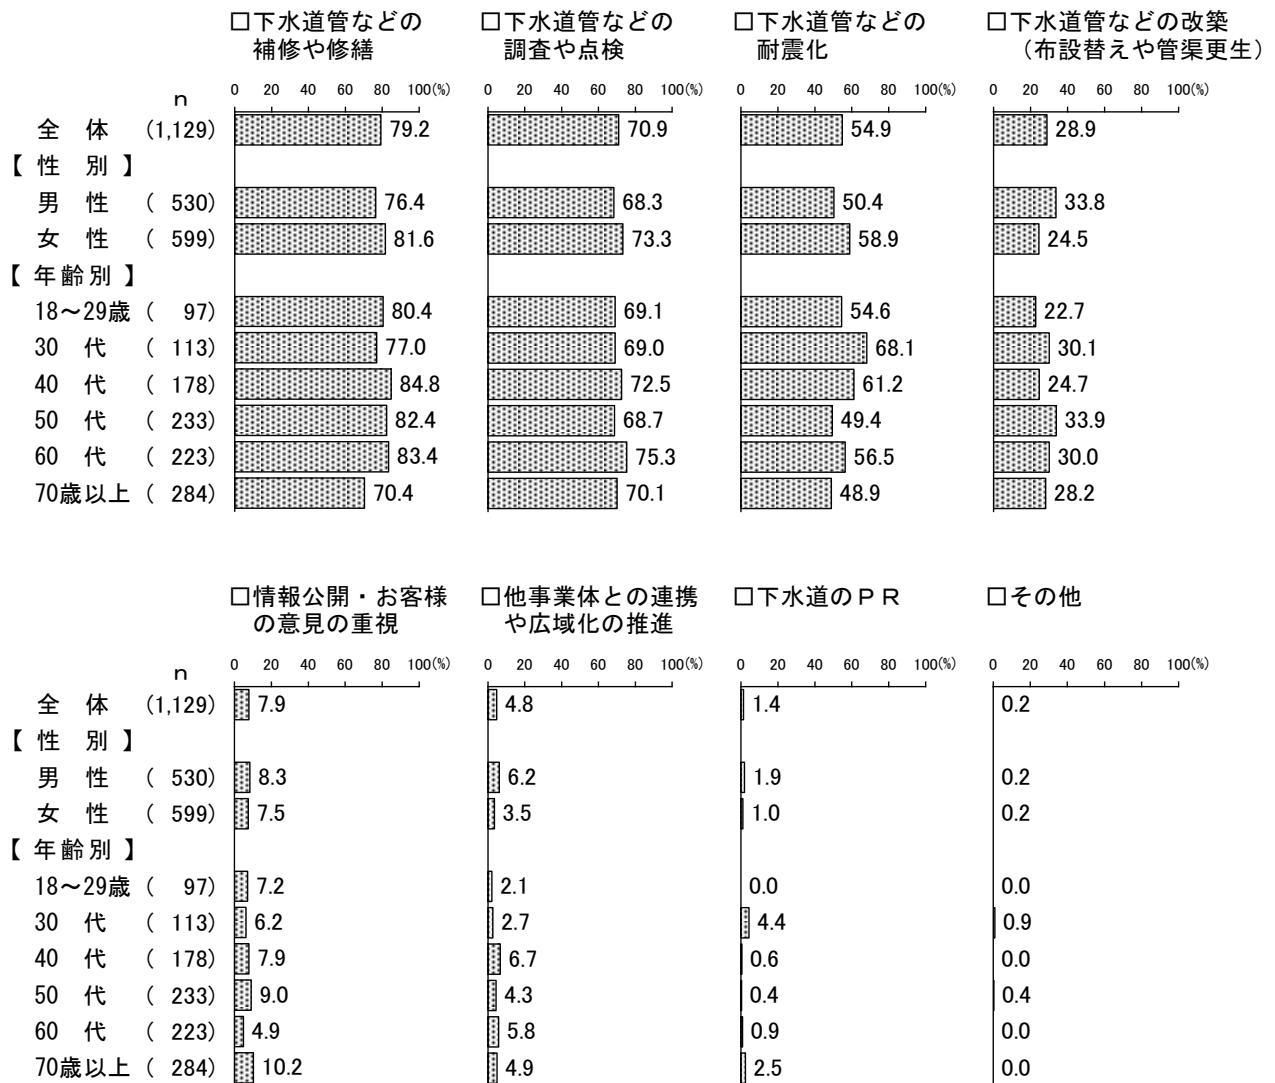 □下水道管などの □下水道管などの □下水道管などの □下水道管などの改築
補修や修繕 調査や点検 耐震化 （布設替えや管渠更生）
0 20 40 60 80 100(%) 0 20 40 60 80 100(%) 0 20 40 60 80 100(%) 0 20 40 60 80 100(%)
n
全 体 (1,129) 79.2 70.9 54.9 28.9
【 性 別 】
男 性 ( 530) 76.4 68.3 50.4 33.8
女 性 ( 599) 81.6 73.3 58.9 24.5
【 年齢別 】
18～29歳 ( 97) 80.4 69.1 54.6 22.7
30 代 ( 113) 77.0 69.0 68.1 30.1
40 代 ( 178) 84.8 72.5 61.2 24.7
50 代 ( 233) 82.4 68.7 49.4 33.9
60 代 ( 223) 83.4 75.3 56.5 30.0
70歳以上 ( 284) 70.4 70.1 48.9 28.2
□情報公開・お客様 □他事業体との連携 □下水道のＰＲ □その他
の意見の重視 や広域化の推進
0 20 40 60 80 100(%) 0 20 40 60 80 100(%) 0 20 40 60 80 100(%) 0 20 40 60 80 100(%)
n
全 体 (1,129) 7.9 4.8 1.4 0.2
【 性 別 】
男 性 ( 530) 8.3 6.2 1.9 0.2
女 性 ( 599) 7.5 3.5 1.0 0.2
【 年齢別 】
18～29歳 ( 97) 7.2 2.1 0.0 0.0
30 代 ( 113) 6.2 2.7 4.4 0.9
40 代 ( 178) 7.9 6.7 0.6 0.0
50 代 ( 233) 9.0 4.3 0.4 0.4
60 代 ( 223) 4.9 5.8 0.9 0.0
70歳以上 ( 284) 10.2 4.9 2.5 0.0